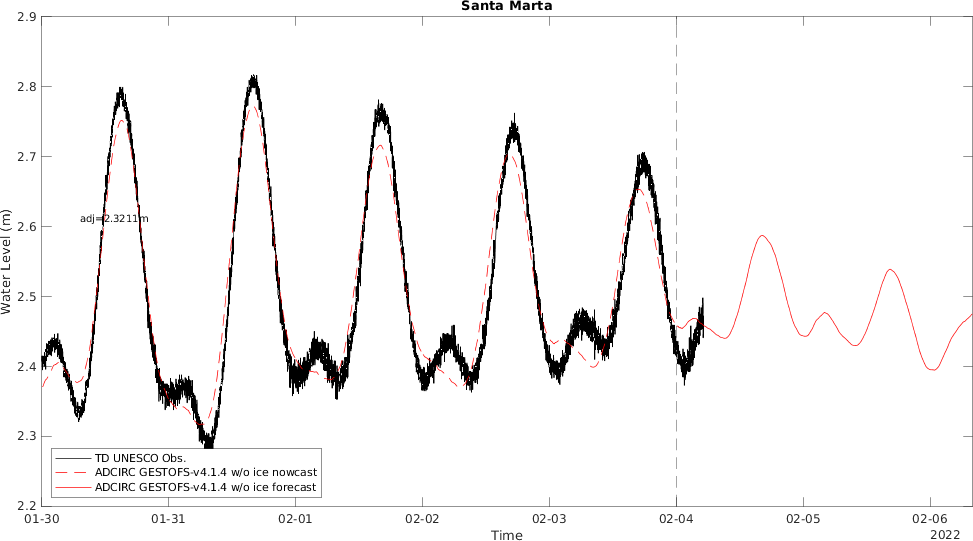 Santa Marta
2.9
2.8
2.7
2.6
2.5
2.4
2.3
2.2
Water Level (m)
adj=2.3211m
TD UNESCO Obs.
ADCIRC GESTOFS-v4.1.4 w/o ice nowcast
ADCIRC GESTOFS-v4.1.4 w/o ice forecast
01-30 01-31 02-01 02-02 02-03 02-04 02-05 02-06
Time
2022